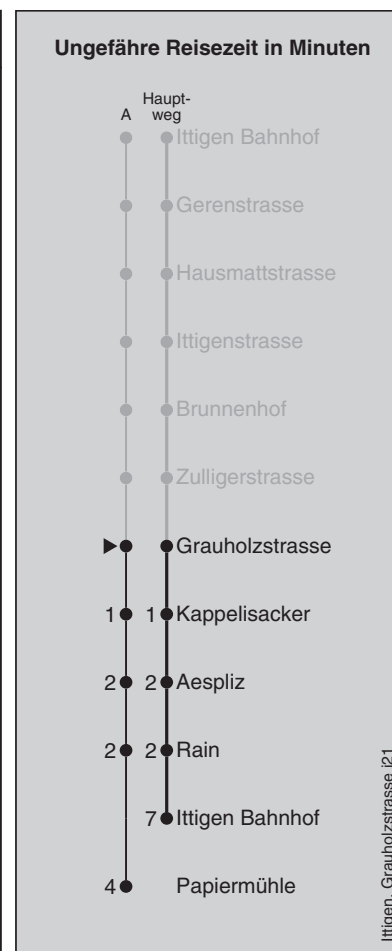 Ungefähre Reisezeit in Minuten
Haupt-
A weg
Ittigen Bahnhof
Gerenstrasse
Hausmattstrasse
Ittigenstrasse
Brunnenhof
Zulligerstrasse
Grauholzstrasse
1 1 Kappelisacker
2 2 Aespliz
2 2 Rain
7 Ittigen Bahnhof
4 Papiermühle
Ittigen, Grauholzstrasse j21